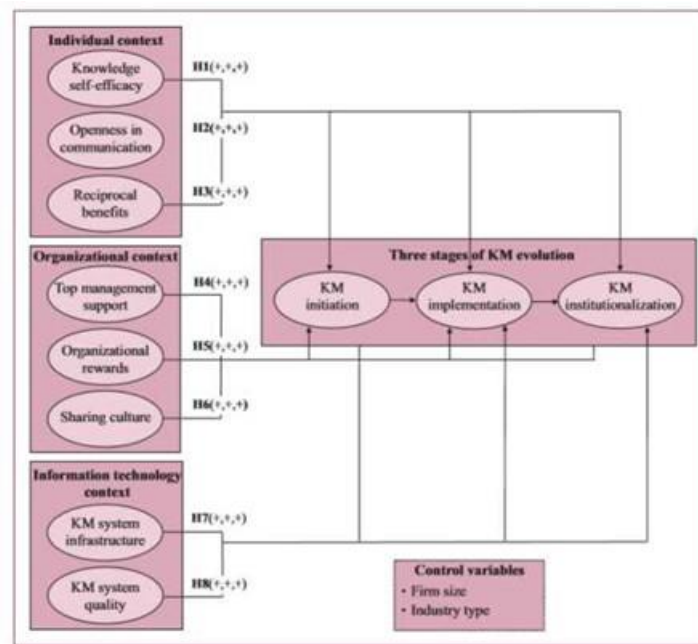 Individual context
Knowledge
self-efficacy
H1(+,+,+)
Openness in
communication
H2(+,+,+)
Reciprocal
benefits
H3(+,+,+)
Organizational context
Top management
support
H4(+,+,+)
Organizational
rewards
H5(+,+,+)
Sharing culture
H6(+,+,+)
Three stages of KM evolution
KM
initiation
KM
implementation
KM
institutionalization
Information technology
context
KM system
infrastructure
H7(+,+,+)
KM system
quality
H8(+,+,+)
Control variables
• Firm size
• Industry type